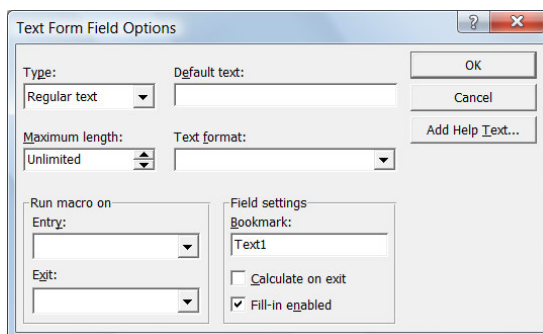 Text Form Field Options
Type:
Default text:
OK
Regular text
Cancel
Maximum length:
Text format:
Add Help Text...
Unlimited
Run macro on
Field settings
Entry:
Bookmark:
Text1
Exit:
Calculate on exit
Fill-in enabled